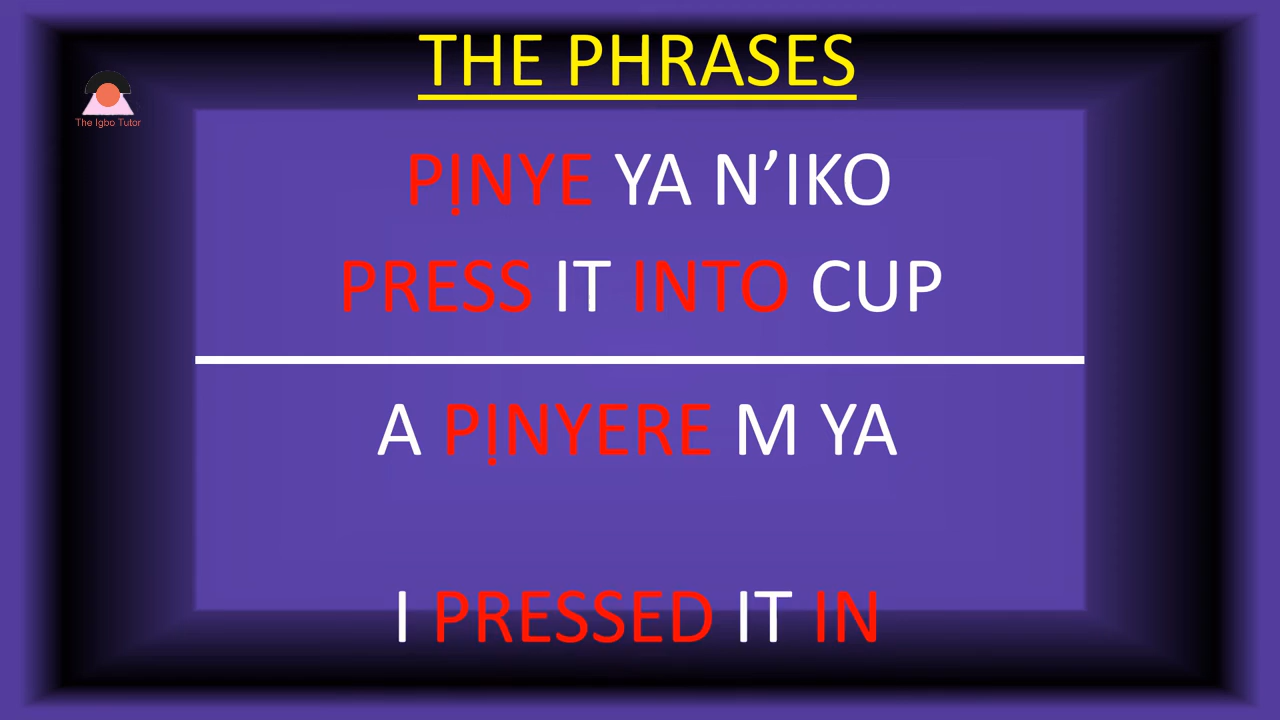 THE PHRASES
The Igbo Tutor
PỊNYE YA N’IKO
PRESS IT INTO CUP
A PỊNYERE M YA
I PRESSED IT IN